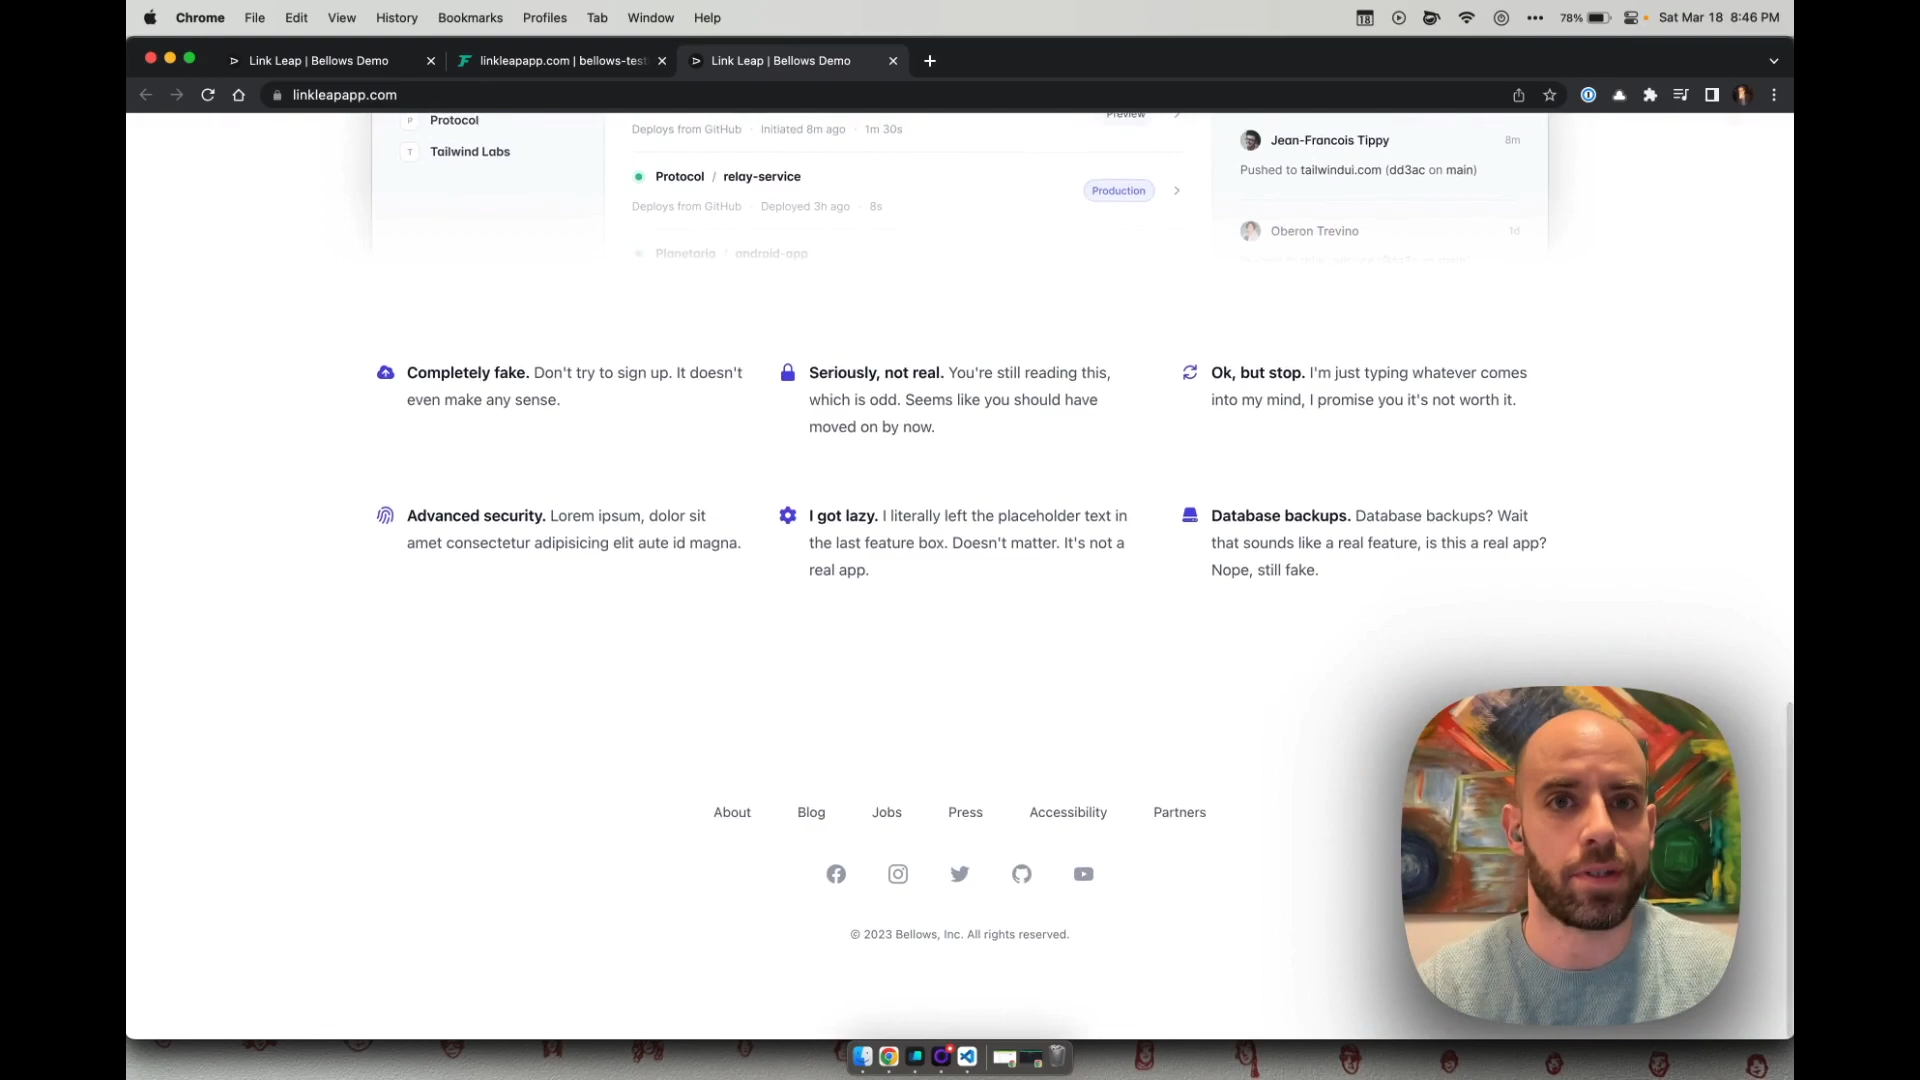 Chrome File Edit View History Bookmarks Profiles Tab Window Help 18 78% Sat Mar 18 8:46 PM
Link Leap | Bellows Demo linkleapapp.com | bellows-test Link Leap | Bellows Demo
linkleapapp.com
P Protocol
T Tailwind Labs
Deploys from GitHub · Initiated 8m ago · 1m 30s
Preview
Protocol / relay-service
Production
Deploys from GitHub · Deployed 3h ago · 8s
Planetaria / android-app
Jean-Francois Tippy 8m
Pushed to tailwindui.com (dd3ac on main)
Oberon Trevino 1d
Completely fake. Don't try to sign up. It doesn't
even make any sense.
Seriously, not real. You're still reading this,
which is odd. Seems like you should have
moved on by now.
Ok, but stop. I'm just typing whatever comes
into my mind, I promise you it's not worth it.
Advanced security. Lorem ipsum, dolor sit
amet consectetur adipisicing elit aute id magna.
I got lazy. I literally left the placeholder text in
the last feature box. Doesn't matter. It's not a
real app.
Database backups. Database backups? Wait
that sounds like a real feature, is this a real app?
Nope, still fake.
About Blog Jobs Press Accessibility Partners
© 2023 Bellows, Inc. All rights reserved.